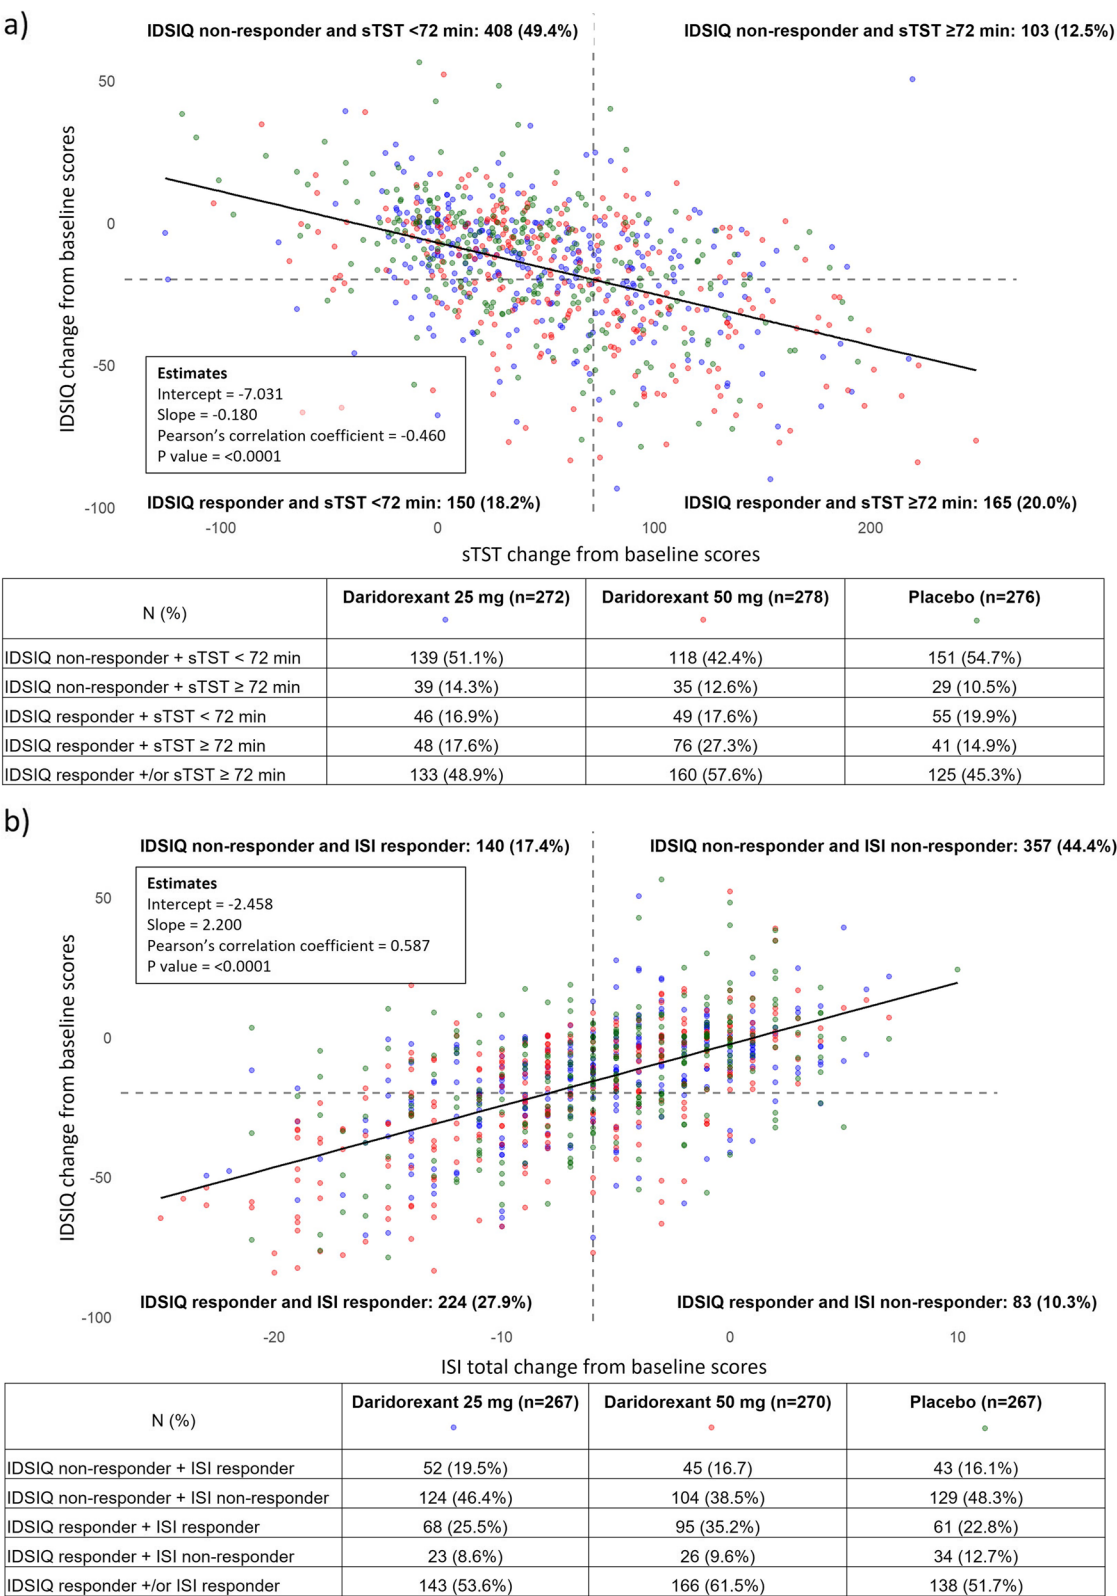 a)
IDSIQ non-responder and sTST <72 min: 408 (49.4%)
IDSIQ non-responder and sTST ≥72 min: 103 (12.5%)
50
0
-50
-100
IDSIQ change from baseline scores
Estimates
Intercept = -7.031
Slope = -0.180
Pearson's correlation coefficient = -0.460
P value = <0.0001
IDSIQ responder and sTST <72 min: 150 (18.2%)
IDSIQ responder and sTST ≥72 min: 165 (20.0%)
-100 0 100 200
sTST change from baseline scores
N (%) Daridorexant 25 mg (n=272) Daridorexant 50 mg (n=278) Placebo (n=276)
IDSIQ non-responder + sTST < 72 min 139 (51.1%) 118 (42.4%) 151 (54.7%)
IDSIQ non-responder + sTST ≥ 72 min 39 (14.3%) 35 (12.6%) 29 (10.5%)
IDSIQ responder + sTST < 72 min 46 (16.9%) 49 (17.6%) 55 (19.9%)
IDSIQ responder + sTST ≥ 72 min 48 (17.6%) 76 (27.3%) 41 (14.9%)
IDSIQ responder +/or sTST ≥ 72 min 133 (48.9%) 160 (57.6%) 125 (45.3%)
b)
IDSIQ non-responder and ISI responder: 140 (17.4%)
IDSIQ non-responder and ISI non-responder: 357 (44.4%)
Estimates
Intercept = -2.458
Slope = 2.200
Pearson's correlation coefficient = 0.587
P value = <0.0001
50
0
-50
-100
IDSIQ change from baseline scores
IDSIQ responder and ISI responder: 224 (27.9%)
IDSIQ responder and ISI non-responder: 83 (10.3%)
-20 -10 0 10
ISI total change from baseline scores
N (%) Daridorexant 25 mg (n=267) Daridorexant 50 mg (n=270) Placebo (n=267)
IDSIQ non-responder + ISI responder 52 (19.5%) 45 (16.7) 43 (16.1%)
IDSIQ non-responder + ISI non-responder 124 (46.4%) 104 (38.5%) 129 (48.3%)
IDSIQ responder + ISI responder 68 (25.5%) 95 (35.2%) 61 (22.8%)
IDSIQ responder + ISI non-responder 23 (8.6%) 26 (9.6%) 34 (12.7%)
IDSIQ responder +/or ISI responder 143 (53.6%) 166 (61.5%) 138 (51.7%)